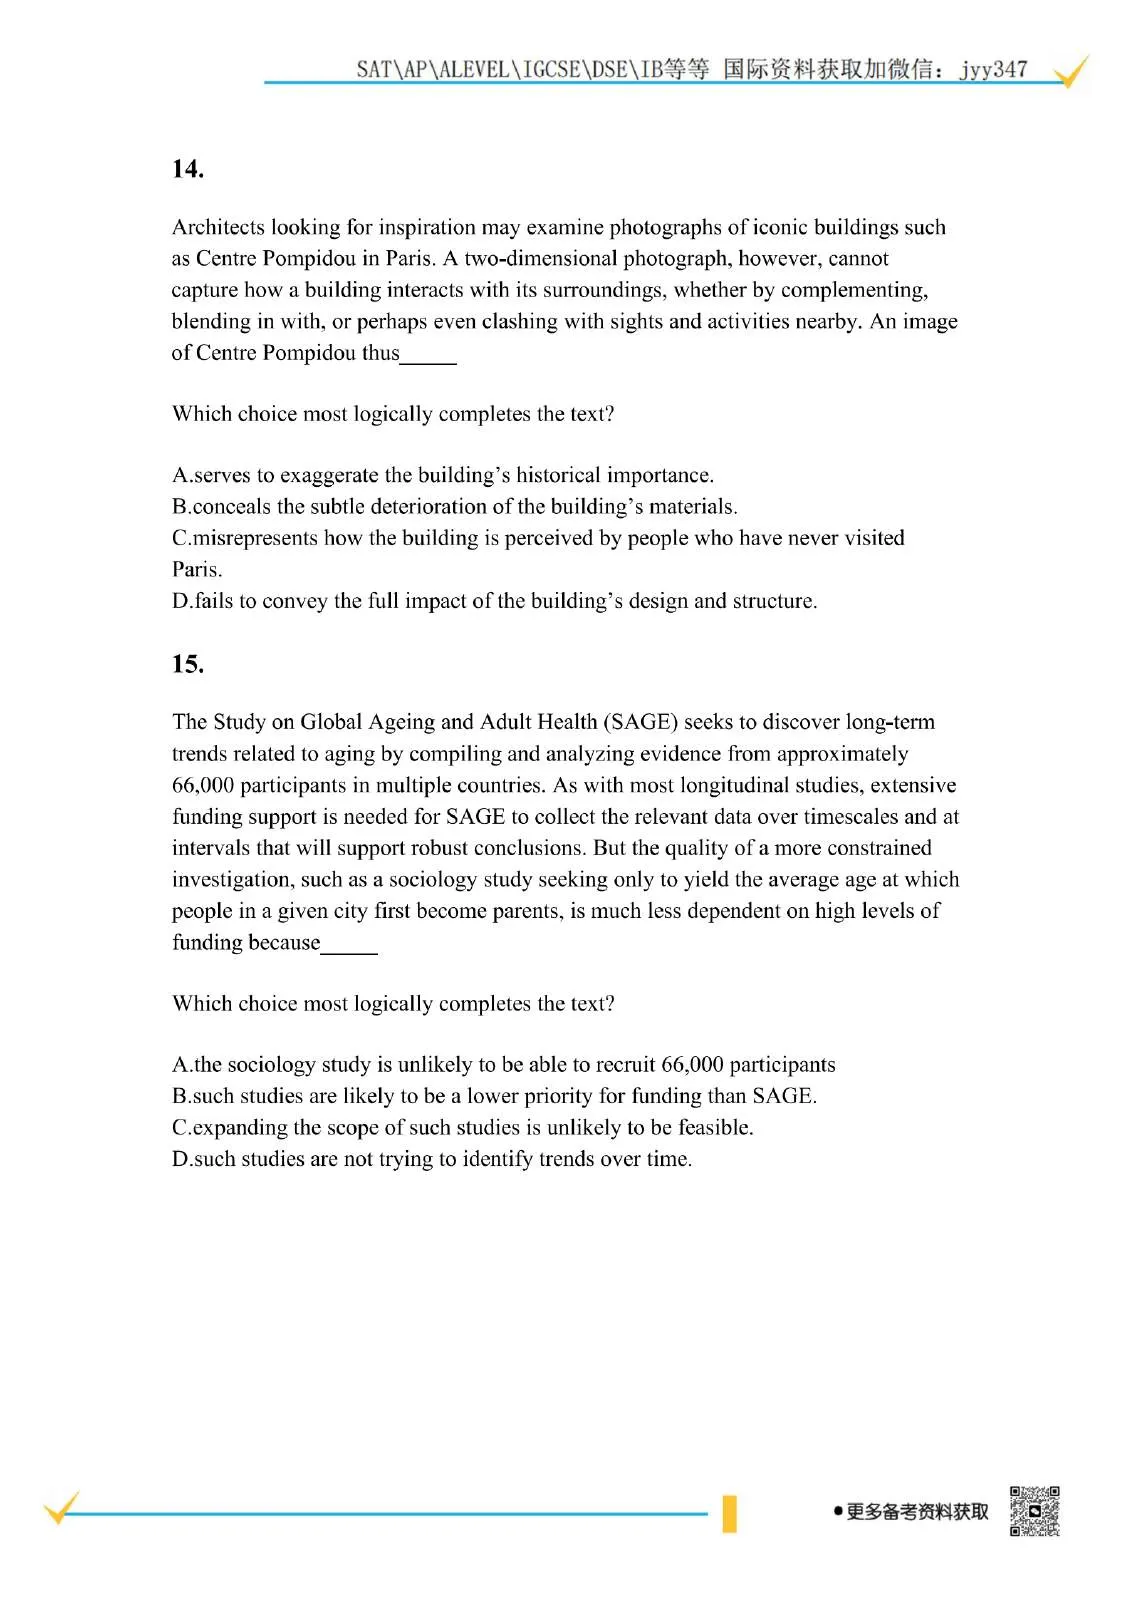 SAT\AP\ALEVEL\IGCSE\DSE\IB等等 国际资料获取加微信：jyy347
14.
Architects looking for inspiration may examine photographs of iconic buildings such
as Centre Pompidou in Paris. A two-dimensional photograph, however, cannot
capture how a building interacts with its surroundings, whether by complementing,
blending in with, or perhaps even clashing with sights and activities nearby. An image
of Centre Pompidou thus_____
Which choice most logically completes the text?
A.serves to exaggerate the building’s historical importance.
B.conceals the subtle deterioration of the building’s materials.
C.misrepresents how the building is perceived by people who have never visited
Paris.
D.fails to convey the full impact of the building’s design and structure.
15.
The Study on Global Ageing and Adult Health (SAGE) seeks to discover long-term
trends related to aging by compiling and analyzing evidence from approximately
66,000 participants in multiple countries. As with most longitudinal studies, extensive
funding support is needed for SAGE to collect the relevant data over timescales and at
intervals that will support robust conclusions. But the quality of a more constrained
investigation, such as a sociology study seeking only to yield the average age at which
people in a given city first become parents, is much less dependent on high levels of
funding because_____
Which choice most logically completes the text?
A.the sociology study is unlikely to be able to recruit 66,000 participants
B.such studies are likely to be a lower priority for funding than SAGE.
C.expanding the scope of such studies is unlikely to be feasible.
D.such studies are not trying to identify trends over time.
•更多备考资料获取